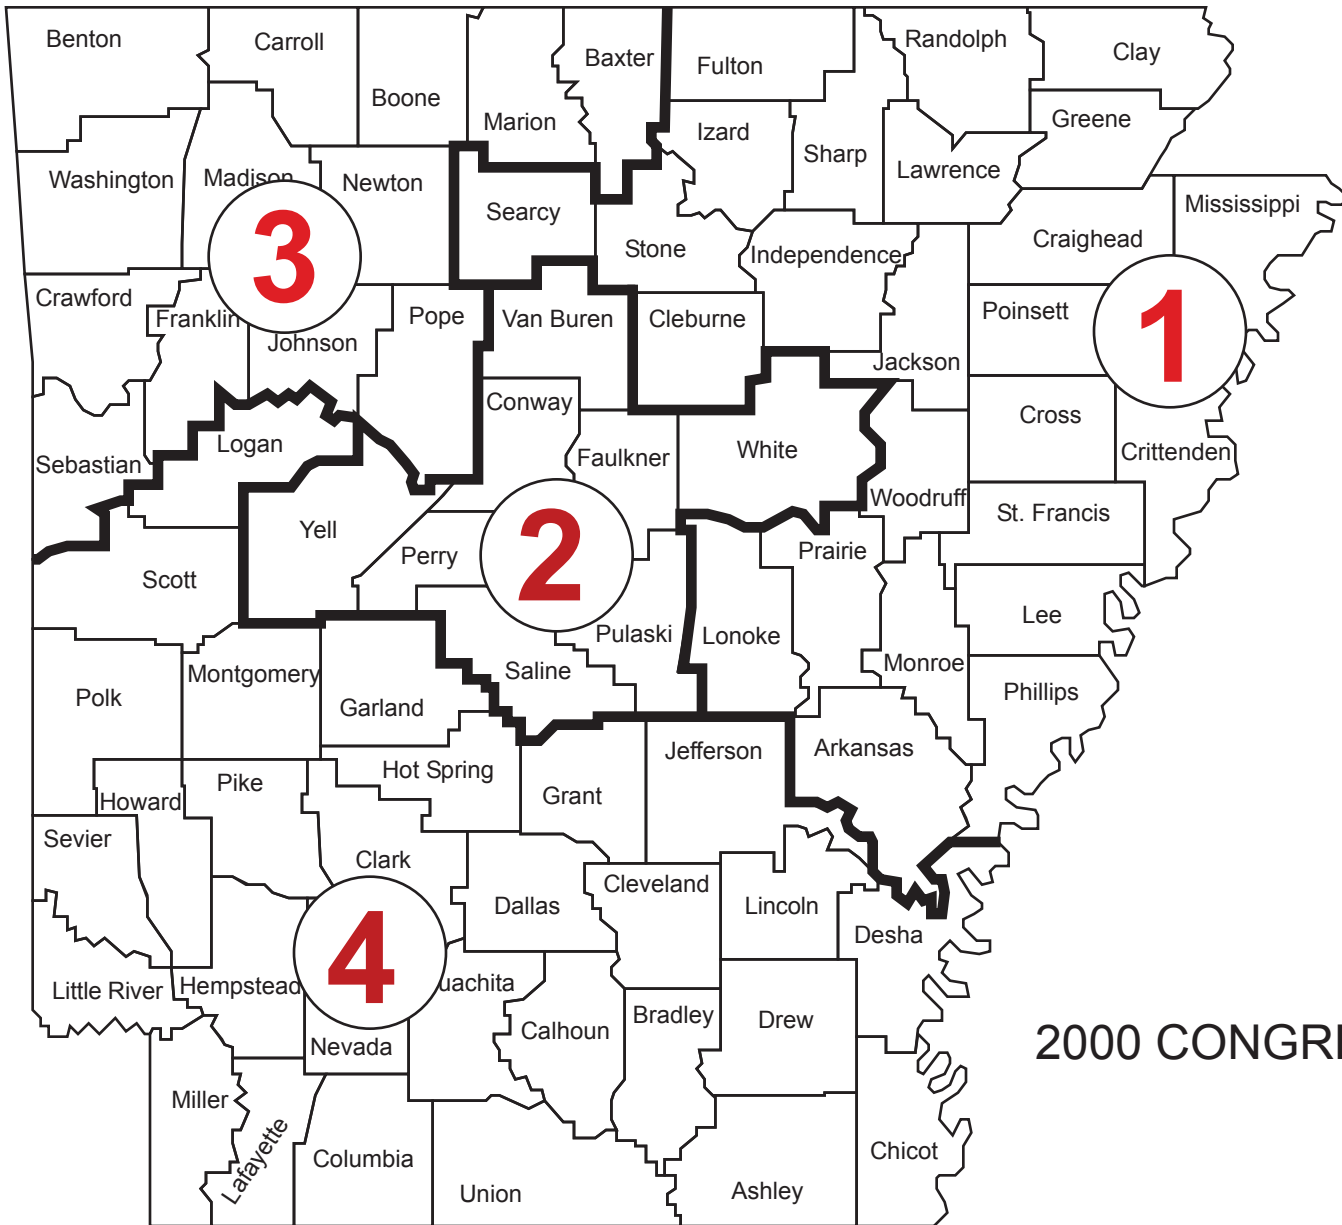 Benton
Carroll
Boone
Marion
Baxter
Fulton
Randolph
Clay
Izard
Sharp
Lawrence
Greene
Washington
Madison
Newton
Searcy
Stone
Independence
Craighead
Mississippi
3
1
Crawford
Franklin
Johnson
Pope
Van Buren
Cleburne
Jackson
Poinsett
Conway
Cross
Crittenden
Sebastian
Logan
Faulkner
White
Woodruff
St. Francis
Yell
Perry
2
Prairie
Scott
Lee
Pulaski
Lonoke
Monroe
Polk
Montgomery
Garland
Saline
Phillips
Hot Spring
Jefferson
Arkansas
Howard
Pike
Grant
Sevier
Clark
Cleveland
Dallas
Lincoln
Desha
4
Little River
Hempstead
uachita
Calhoun
Bradley
Drew
2000 CONGR
Nevada
Miller
Lafayette
Columbia
Union
Ashley
Chicot